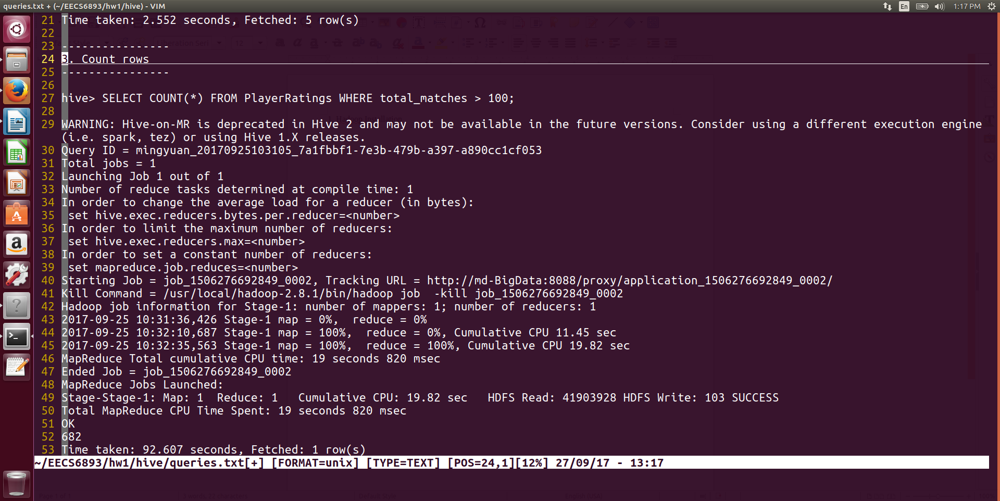 queries.txt + (~/EECS6893/hw1/hive) - VIM
En
1:17 PM
21 Time taken: 2.552 seconds, Fetched: 5 row(s)
22
23 ----------------
24 3. Count rows
25 ----------------
26
27 hive> SELECT COUNT(*) FROM PlayerRatings WHERE total_matches > 100;
28
29 WARNING: Hive-on-MR is deprecated in Hive 2 and may not be available in the future versions. Consider using a different execution engine
(i.e. spark, tez) or using Hive 1.X releases.
30 Query ID = mingyuan_20170925103105_7a1fbbf1-7e3b-479b-a397-a890cc1cf053
31 Total jobs = 1
32 Launching Job 1 out of 1
33 Number of reduce tasks determined at compile time: 1
34 In order to change the average load for a reducer (in bytes):
35  set hive.exec.reducers.bytes.per.reducer=<number>
36 In order to limit the maximum number of reducers:
37  set hive.exec.reducers.max=<number>
38 In order to set a constant number of reducers:
39  set mapreduce.job.reduces=<number>
40 Starting Job = job_1506276692849_0002, Tracking URL = http://md-BigData:8088/proxy/application_1506276692849_0002/
41 Kill Command = /usr/local/hadoop-2.8.1/bin/hadoop job  -kill job_1506276692849_0002
42 Hadoop job information for Stage-1: number of mappers: 1; number of reducers: 1
43 2017-09-25 10:31:36,426 Stage-1 map = 0%,  reduce = 0%
44 2017-09-25 10:32:10,687 Stage-1 map = 100%,  reduce = 0%, Cumulative CPU 11.45 sec
45 2017-09-25 10:32:35,563 Stage-1 map = 100%,  reduce = 100%, Cumulative CPU 19.82 sec
46 MapReduce Total cumulative CPU time: 19 seconds 820 msec
47 Ended Job = job_1506276692849_0002
48 MapReduce Jobs Launched:
49 Stage-Stage-1: Map: 1  Reduce: 1   Cumulative CPU: 19.82 sec   HDFS Read: 41903928 HDFS Write: 103 SUCCESS
50 Total MapReduce CPU Time Spent: 19 seconds 820 msec
51 OK
52 682
53 Time taken: 92.607 seconds, Fetched: 1 row(s)
~/EECS6893/hw1/hive/queries.txt[+] [FORMAT=unix] [TYPE=TEXT] [POS=24,1][12%] 27/09/17 - 13:17